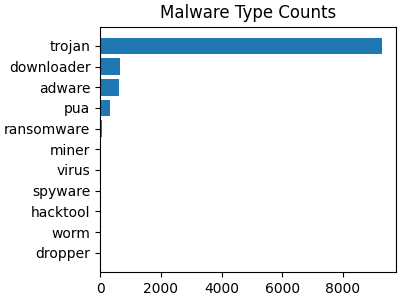 Malware Type Counts
trojan
downloader
adware
pua
ransomware
miner
virus
spyware
hacktool
worm
dropper
0 2000 4000 6000 8000